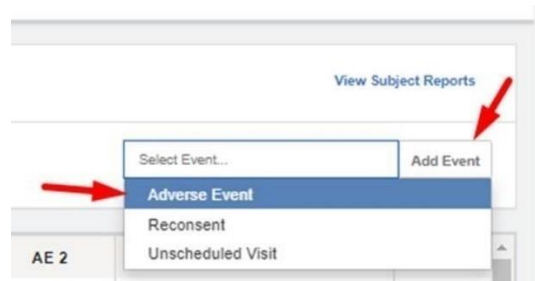 View Subject Reports
Select Event... Add Event
Adverse Event
Reconsent
AE 2 Unscheduled Visit